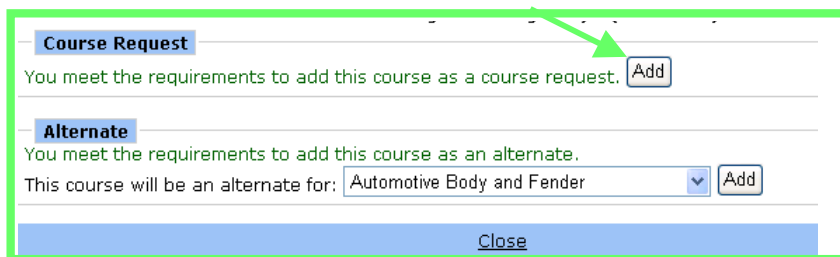 Course Request
You meet the requirements to add this course as a course request. Add
Alternate
You meet the requirements to add this course as an alternate.
This course will be an alternate for: Automotive Body and Fender Add
Close